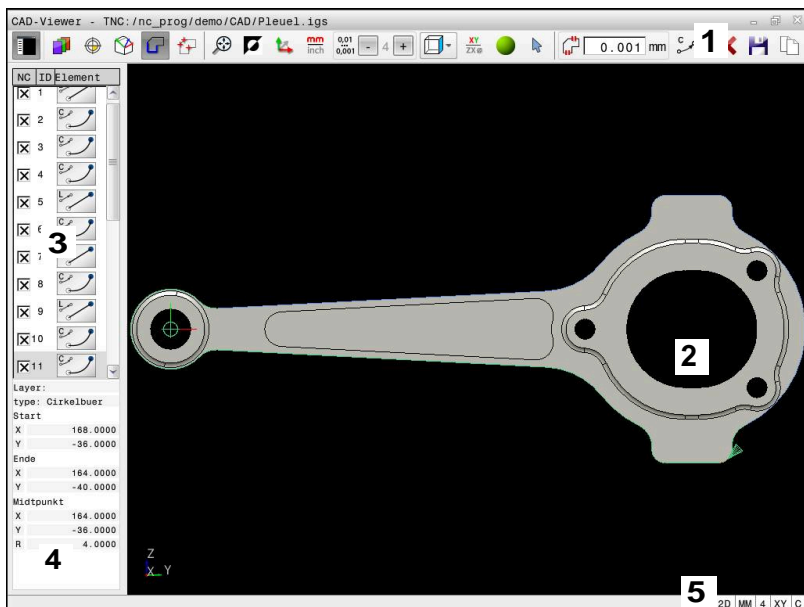 CAD-Viewer - TNC:/nc_prog/demo/CAD/Pleuel.igs
mm
inch
0,01
0,001
- 4 +
XY
ZX
0.001 mm
C
1
NC ID Element
1
2 C
3 C
4 C
5 L
6 C
7
8 C
9 L
10 C
11 C
3
2
Layer:
type: Cirkelbuer
Start
X 168.0000
Y -36.0000
Ende
X 164.0000
Y -40.0000
Midtpunkt
X 164.0000
Y -36.0000
R 4.0000
4
Z
X Y
5
2D MM 4 XY C